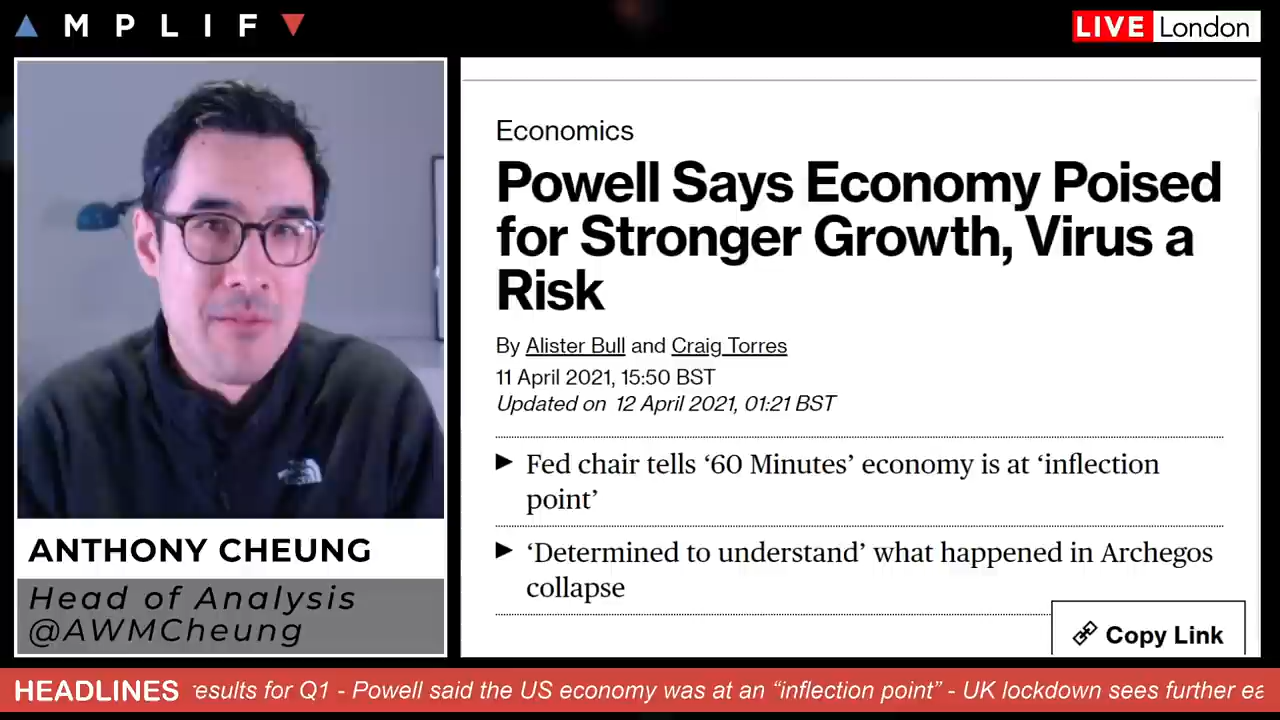 AMPLIFY
LIVE London
Economics
Powell Says Economy Poised
for Stronger Growth, Virus a
Risk
By Alister Bull and Craig Torres
11 April 2021, 15:50 BST
Updated on 12 April 2021, 01:21 BST
Fed chair tells ‘60 Minutes’ economy is at ‘inflection
point’
‘Determined to understand’ what happened in Archegos
collapse
Copy Link
THE NORTH FACE
ANTHONY CHEUNG
Head of Analysis
@AWMCheung
HEADLINES esults for Q1 - Powell said the US economy was at an “inflection point” - UK lockdown sees further ea